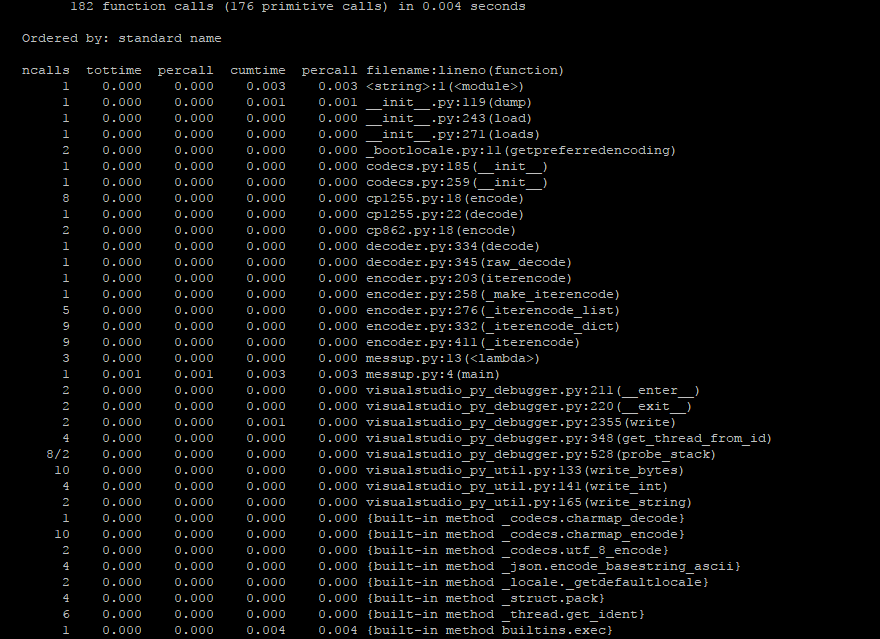 182 function calls (176 primitive calls) in 0.004 seconds
Ordered by: standard name
ncalls  tottime  percall  cumtime  percall filename:lineno(function)
1    0.000    0.000    0.003    0.003 <string>:1(<module>)
1    0.000    0.000    0.001    0.001 __init__.py:119(dump)
1    0.000    0.000    0.000    0.000 __init__.py:243(load)
1    0.000    0.000    0.000    0.000 __init__.py:271(loads)
2    0.000    0.000    0.000    0.000 _bootlocale.py:11(getpreferredencoding)
1    0.000    0.000    0.000    0.000 codecs.py:185(__init__)
1    0.000    0.000    0.000    0.000 codecs.py:259(__init__)
8    0.000    0.000    0.000    0.000 cp1255.py:18(encode)
1    0.000    0.000    0.000    0.000 cp1255.py:22(decode)
2    0.000    0.000    0.000    0.000 cp862.py:18(encode)
1    0.000    0.000    0.000    0.000 decoder.py:334(decode)
1    0.000    0.000    0.000    0.000 decoder.py:345(raw_decode)
1    0.000    0.000    0.000    0.000 encoder.py:203(iterencode)
1    0.000    0.000    0.000    0.000 encoder.py:258(_make_iterencode)
5    0.000    0.000    0.000    0.000 encoder.py:276(_iterencode_list)
9    0.000    0.000    0.000    0.000 encoder.py:332(_iterencode_dict)
9    0.000    0.000    0.000    0.000 encoder.py:411(_iterencode)
3    0.000    0.000    0.000    0.000 messup.py:13(<lambda>)
1    0.001    0.001    0.003    0.003 messup.py:4(main)
2    0.000    0.000    0.000    0.000 visualstudio_py_debugger.py:211(__enter__)
2    0.000    0.000    0.000    0.000 visualstudio_py_debugger.py:220(__exit__)
2    0.000    0.000    0.001    0.000 visualstudio_py_debugger.py:2355(write)
4    0.000    0.000    0.000    0.000 visualstudio_py_debugger.py:348(get_thread_from_id)
8/2    0.000    0.000    0.000    0.000 visualstudio_py_debugger.py:528(probe_stack)
10    0.000    0.000    0.000    0.000 visualstudio_py_util.py:133(write_bytes)
4    0.000    0.000    0.000    0.000 visualstudio_py_util.py:141(write_int)
2    0.000    0.000    0.000    0.000 visualstudio_py_util.py:165(write_string)
1    0.000    0.000    0.000    0.000 {built-in method _codecs.charmap_decode}
10    0.000    0.000    0.000    0.000 {built-in method _codecs.charmap_encode}
2    0.000    0.000    0.000    0.000 {built-in method _codecs.utf_8_encode}
4    0.000    0.000    0.000    0.000 {built-in method _json.encode_basestring_ascii}
2    0.000    0.000    0.000    0.000 {built-in method _locale._getdefaultlocale}
4    0.000    0.000    0.000    0.000 {built-in method _struct.pack}
6    0.000    0.000    0.000    0.000 {built-in method _thread.get_ident}
1    0.000    0.000    0.004    0.004 {built-in method builtins.exec}